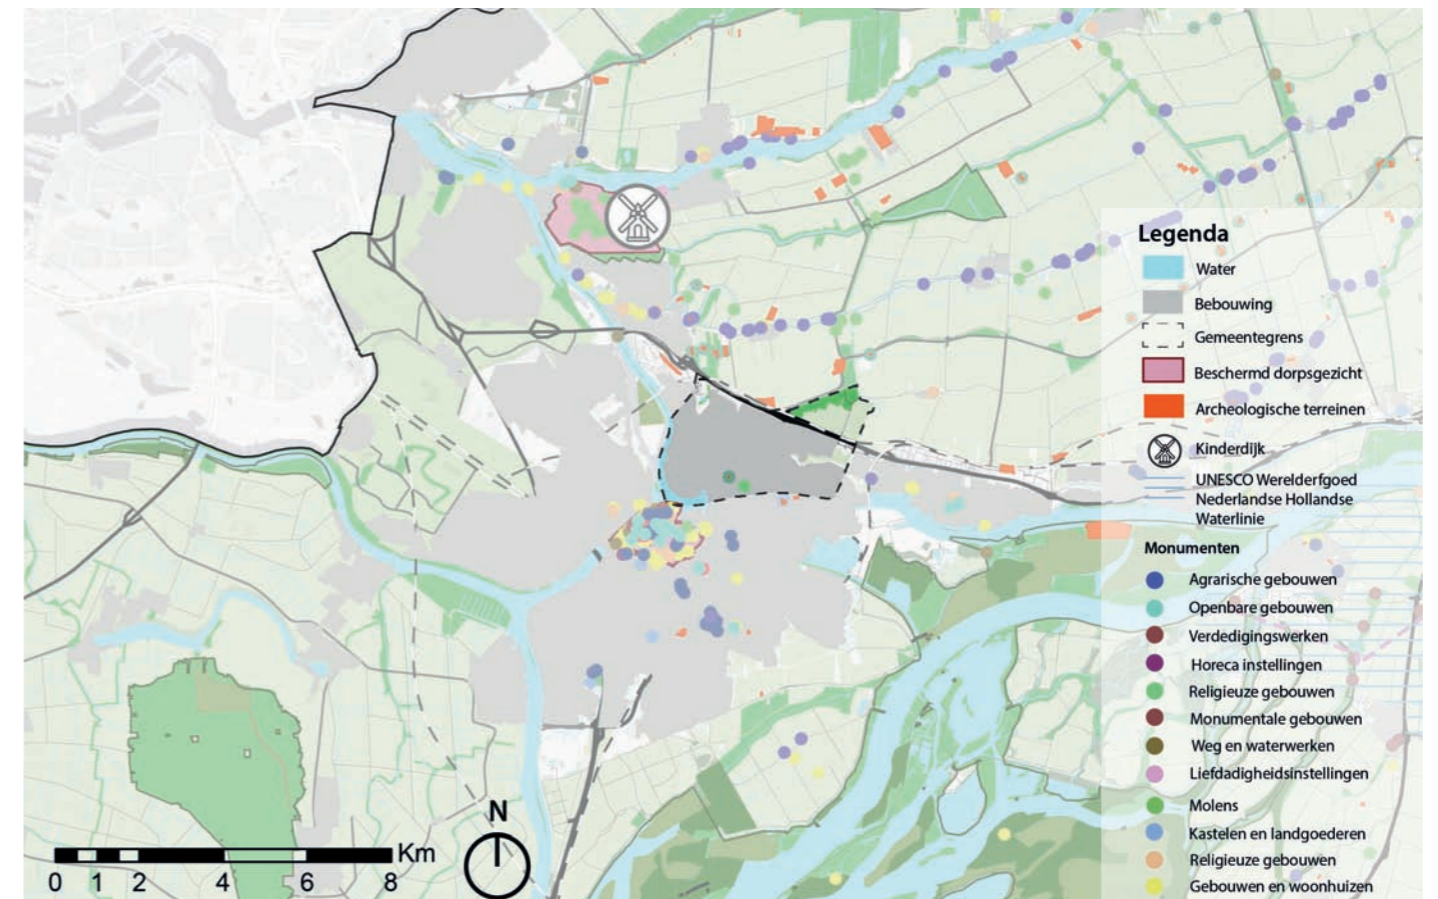 Legenda
Water
Bebouwing
Gemeentegrens
Beschermd dorpsgezicht
Archeologische terreinen
Kinderdijk
UNESCO Werelderfgoed
Nederlandse Hollandse
Waterlinie
Monumenten
Agrarische gebouwen
Openbare gebouwen
Verdedigingswerken
Horeca instellingen
Religieuze gebouwen
Monumentale gebouwen
Weg en waterwerken
Liefdadigheidsinstellingen
Molens
Kastelen en landgoederen
Religieuze gebouwen
Gebouwen en woonhuizen
N
Km
0 1 2 4 6 8